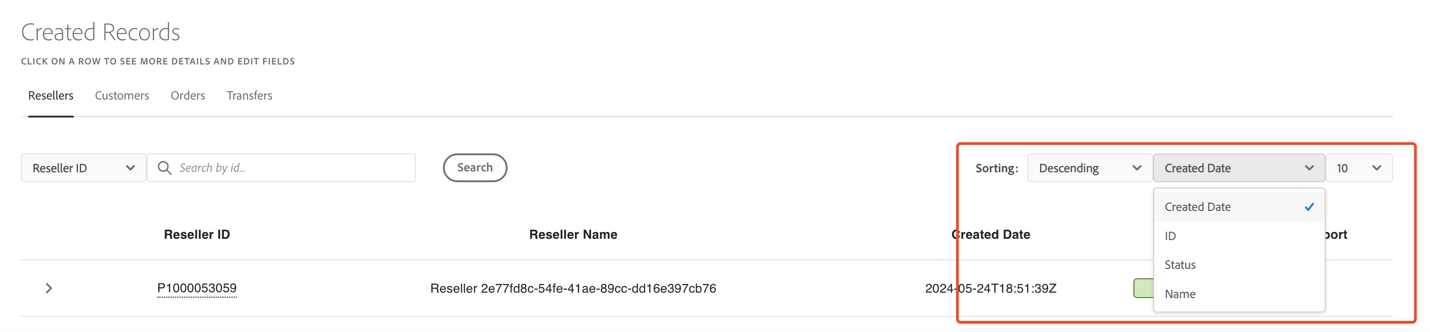 Created Records
CLICK ON A ROW TO SEE MORE DETAILS AND EDIT FIELDS
Resellers Customers Orders Transfers
Reseller ID Search by id... Search Sorting: Descending Created Date 10
Created Date
ID
Status
Name
Reseller ID Reseller Name Created Date
P1000053059 Reseller 2e77fd8c-54fe-41ae-89cc-dd16e397cb76 2024-05-24T18:51:39Z